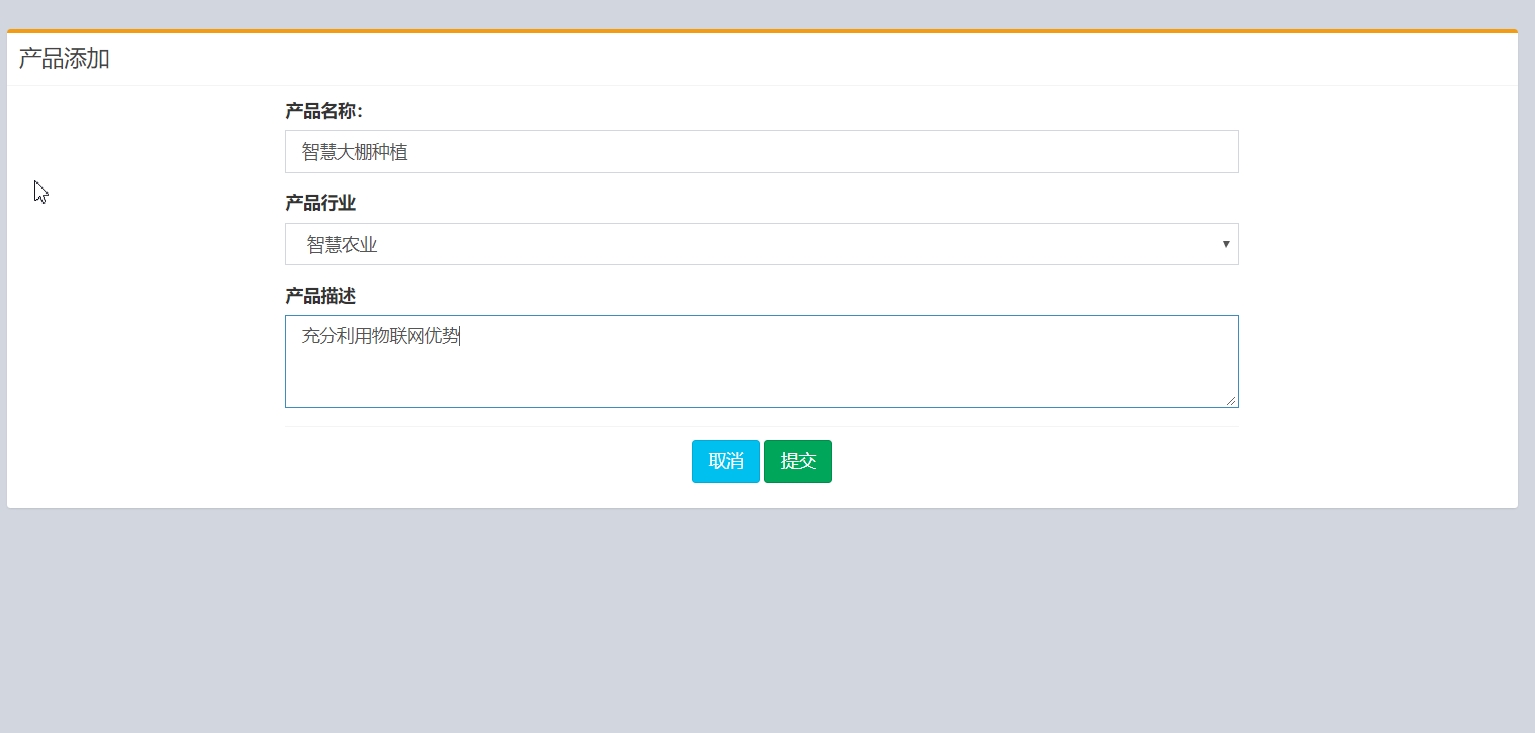 产品添加
产品名称:
智慧大棚种植
产品行业
智慧农业
产品描述
充分利用物联网优势
取消 提交